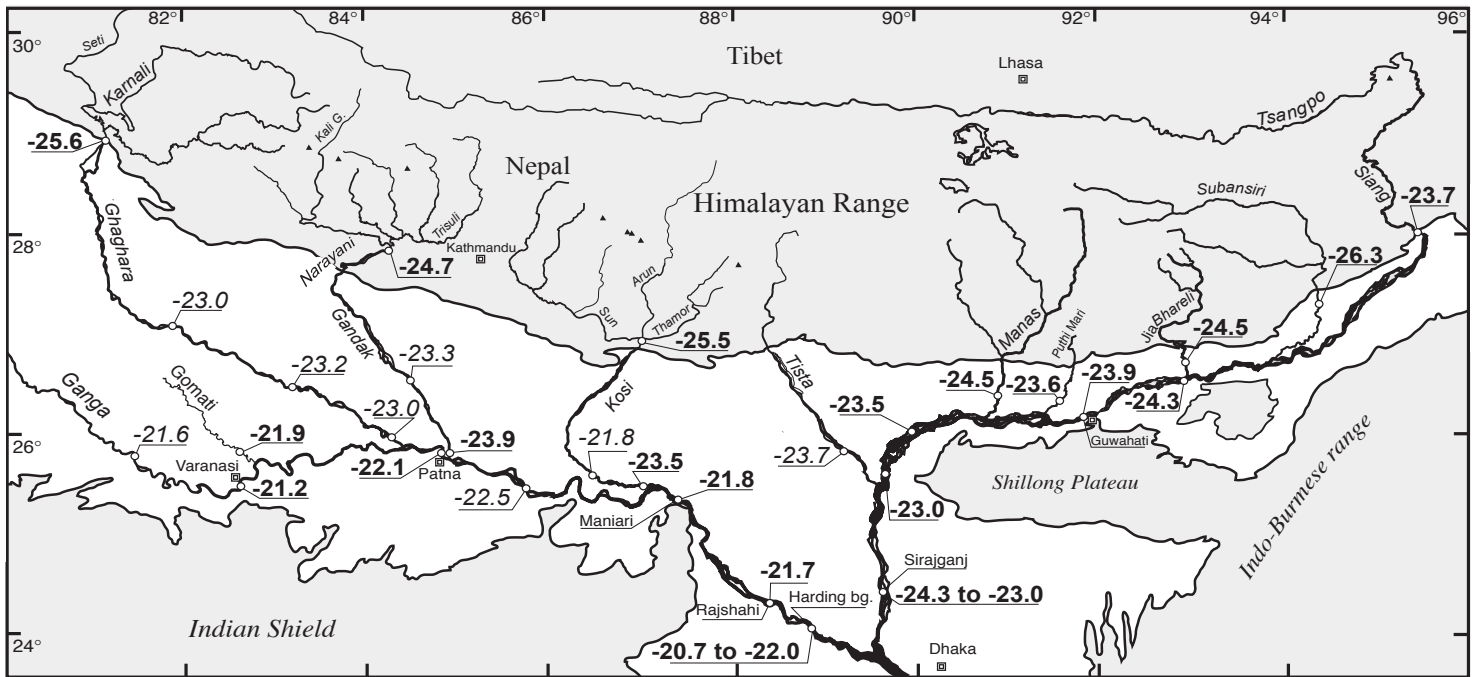 82°
84°
86°
88°
90°
92°
94°
96°
30°
Seti
Tibet
Lhasa
Karnali
Tsangpo
Kali G.
-25.6
Nepal
Siang
Subansiri
-23.7
Himalayan Range
Ghaghara
Trisuli
28°
Narayani
Kathmandu
-24.7
-26.3
Arun
Sun
Thamor
Manas
Puthi Mari
Jia Bhareli
-23.0
Gandak
-25.5
-24.5
Tista
-23.3
-23.2
Ganga
Gomati
Kosi
-24.5
-23.6
-23.9
-24.3
-23.0
-23.5
26°
-21.6
-21.9
-23.9
-21.8
Guwahati
Varanasi
-22.1
Patna
-23.5
-23.7
-21.2
-22.5
-21.8
Shillong Plateau
Maniari
-23.0
Indo-Burmese range
Sirajganj
-21.7
Harding bg.
-24.3 to -23.0
Rajshahi
Indian Shield
24°
-20.7 to -22.0
Dhaka